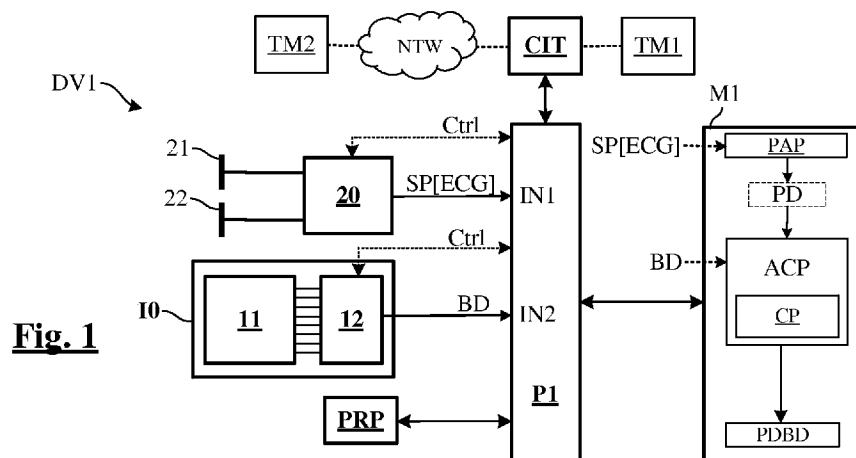 TM2
NTW
CIT
TM1
DV1
M1
Ctrl
21
SP[ECG]
PAP
20
SP[ECG]
IN1
PD
22
Ctrl
BD
ACP
I0
11
12
BD
IN2
CP
Fig. 1
P1
PRP
PDBD